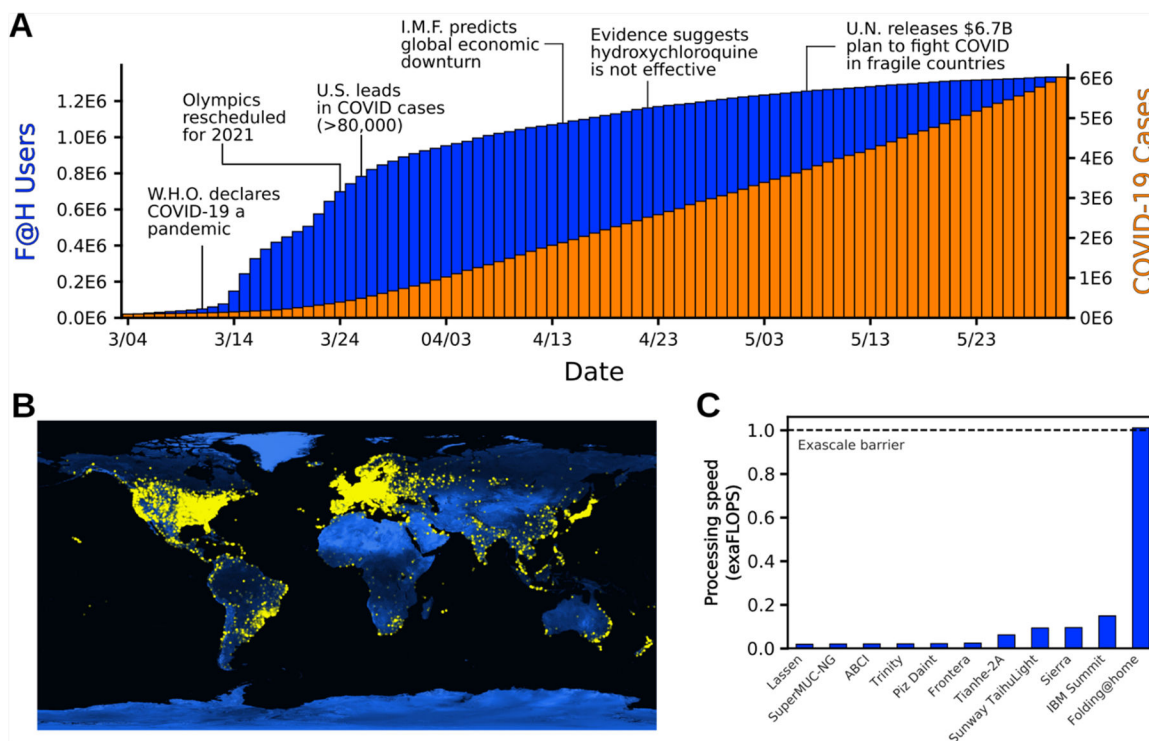 A
I.M.F. predicts
global economic
downturn
Evidence suggests
hydroxychloroquine
is not effective
U.N. releases $6.7B
plan to fight COVID
in fragile countries
Olympics
rescheduled
for 2021
U.S. leads
in COVID cases
(>80,000)
W.H.O. declares
COVID-19 a
pandemic
F@H Users
1.2E6
1.0E6
0.8E6
0.6E6
0.4E6
0.2E6
0.0E6
6E6
5E6
4E6
3E6
2E6
1E6
0E6
COVID-19 Cases
3/04
3/14
3/24
04/03
4/13
4/23
5/03
5/13
5/23
Date
B
C
Processing speed
(exaFLOPS)
1.0
0.8
0.6
0.4
0.2
0.0
Exascale barrier
Lassen
SuperMUC-NG
ABCI
Trinity
Piz Daint
Frontera
Tianhe-2A
Sunway TaihuLight
Sierra
IBM Summit
Folding@home